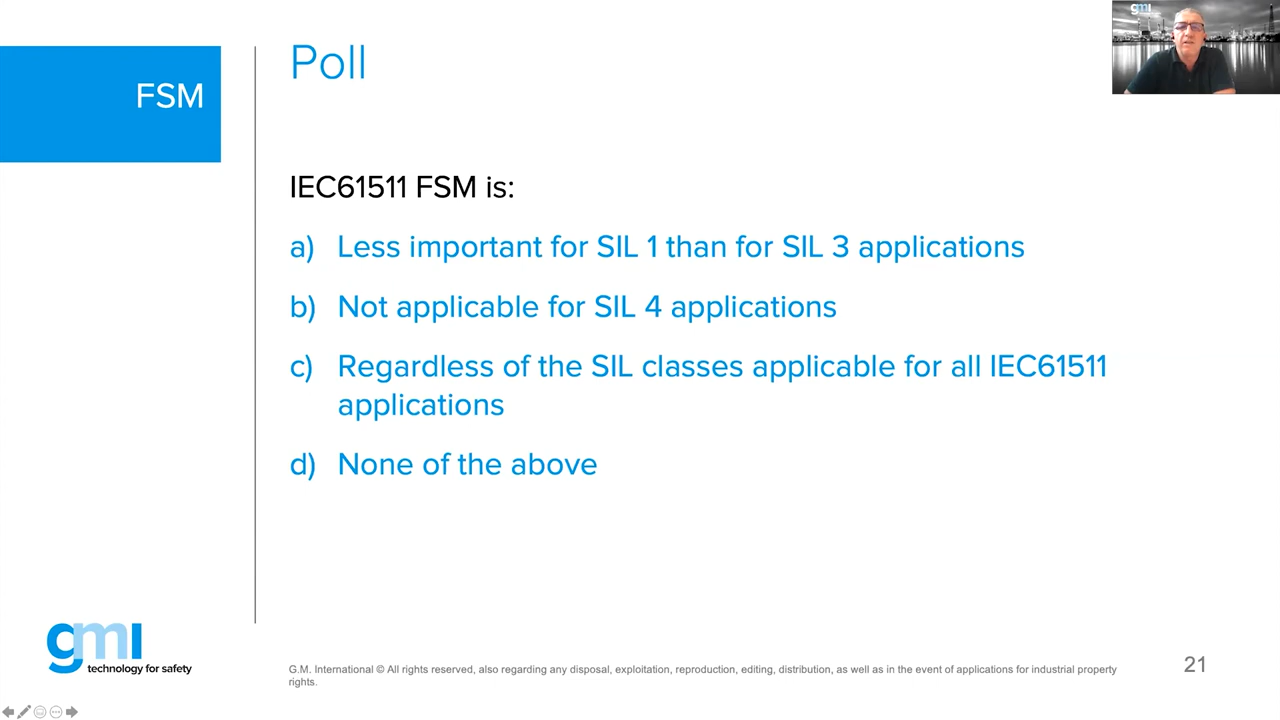 gmi
FSM
Poll
IEC61511 FSM is:
a) Less important for SIL 1 than for SIL 3 applications
b) Not applicable for SIL 4 applications
c) Regardless of the SIL classes applicable for all IEC61511
applications
d) None of the above
gmi
technology for safety
G.M. International © All rights reserved, also regarding any disposal, exploitation, reproduction, editing, distribution, as well as in the event of applications for industrial property
rights.
21